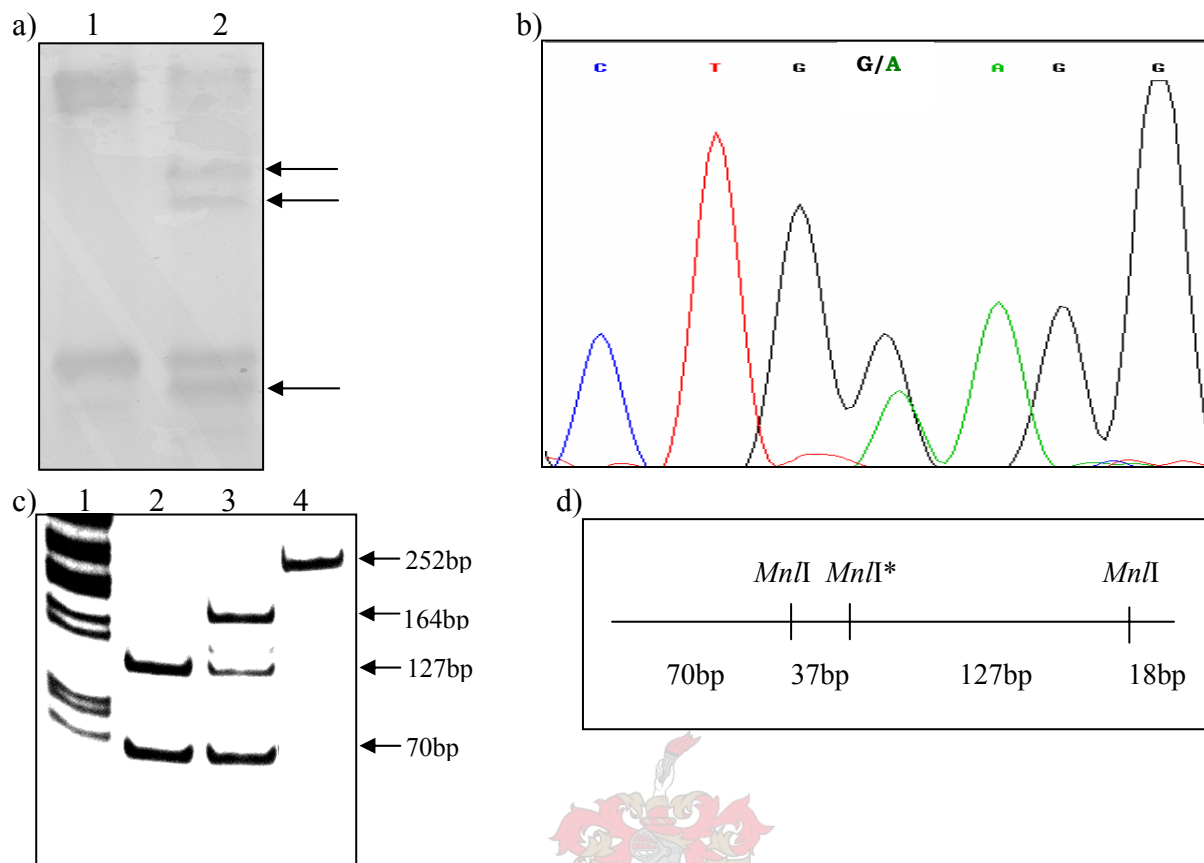 a) 1 2
b)
C T G G/A A G G
c) 1 2 3 4
252bp
164bp
127bp
70bp
d)
MnlI MnlI* MnlI
70bp 37bp 127bp 18bp